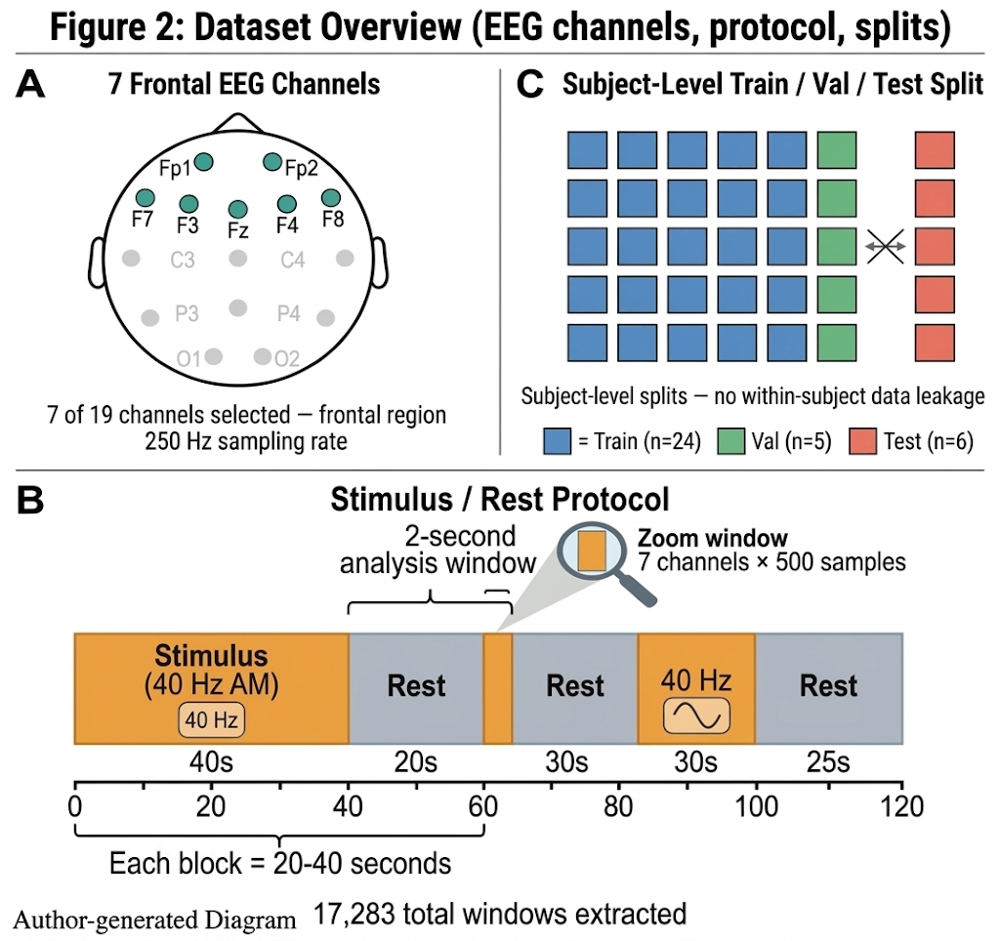 Figure 2: Dataset Overview (EEG channels, protocol, splits)
A
7 Frontal EEG Channels
Fp1
Fp2
F7
F3
Fz
F4
F8
C3
C4
P3
P4
O1
O2
7 of 19 channels selected – frontal region
250 Hz sampling rate
C
Subject-Level Train / Val / Test Split
Subject-level splits – no within-subject data leakage
= Train (n=24)
Val (n=5)
Test (n=6)
B
Stimulus / Rest Protocol
2-second
analysis window
Zoom window
7 channels × 500 samples
Stimulus
(40 Hz AM)
40 Hz
Rest
Rest
40 Hz
Rest
40s
20s
30s
30s
25s
0
20
40
60
80
100
120
Each block = 20-40 seconds
Author-generated Diagram
17,283 total windows extracted